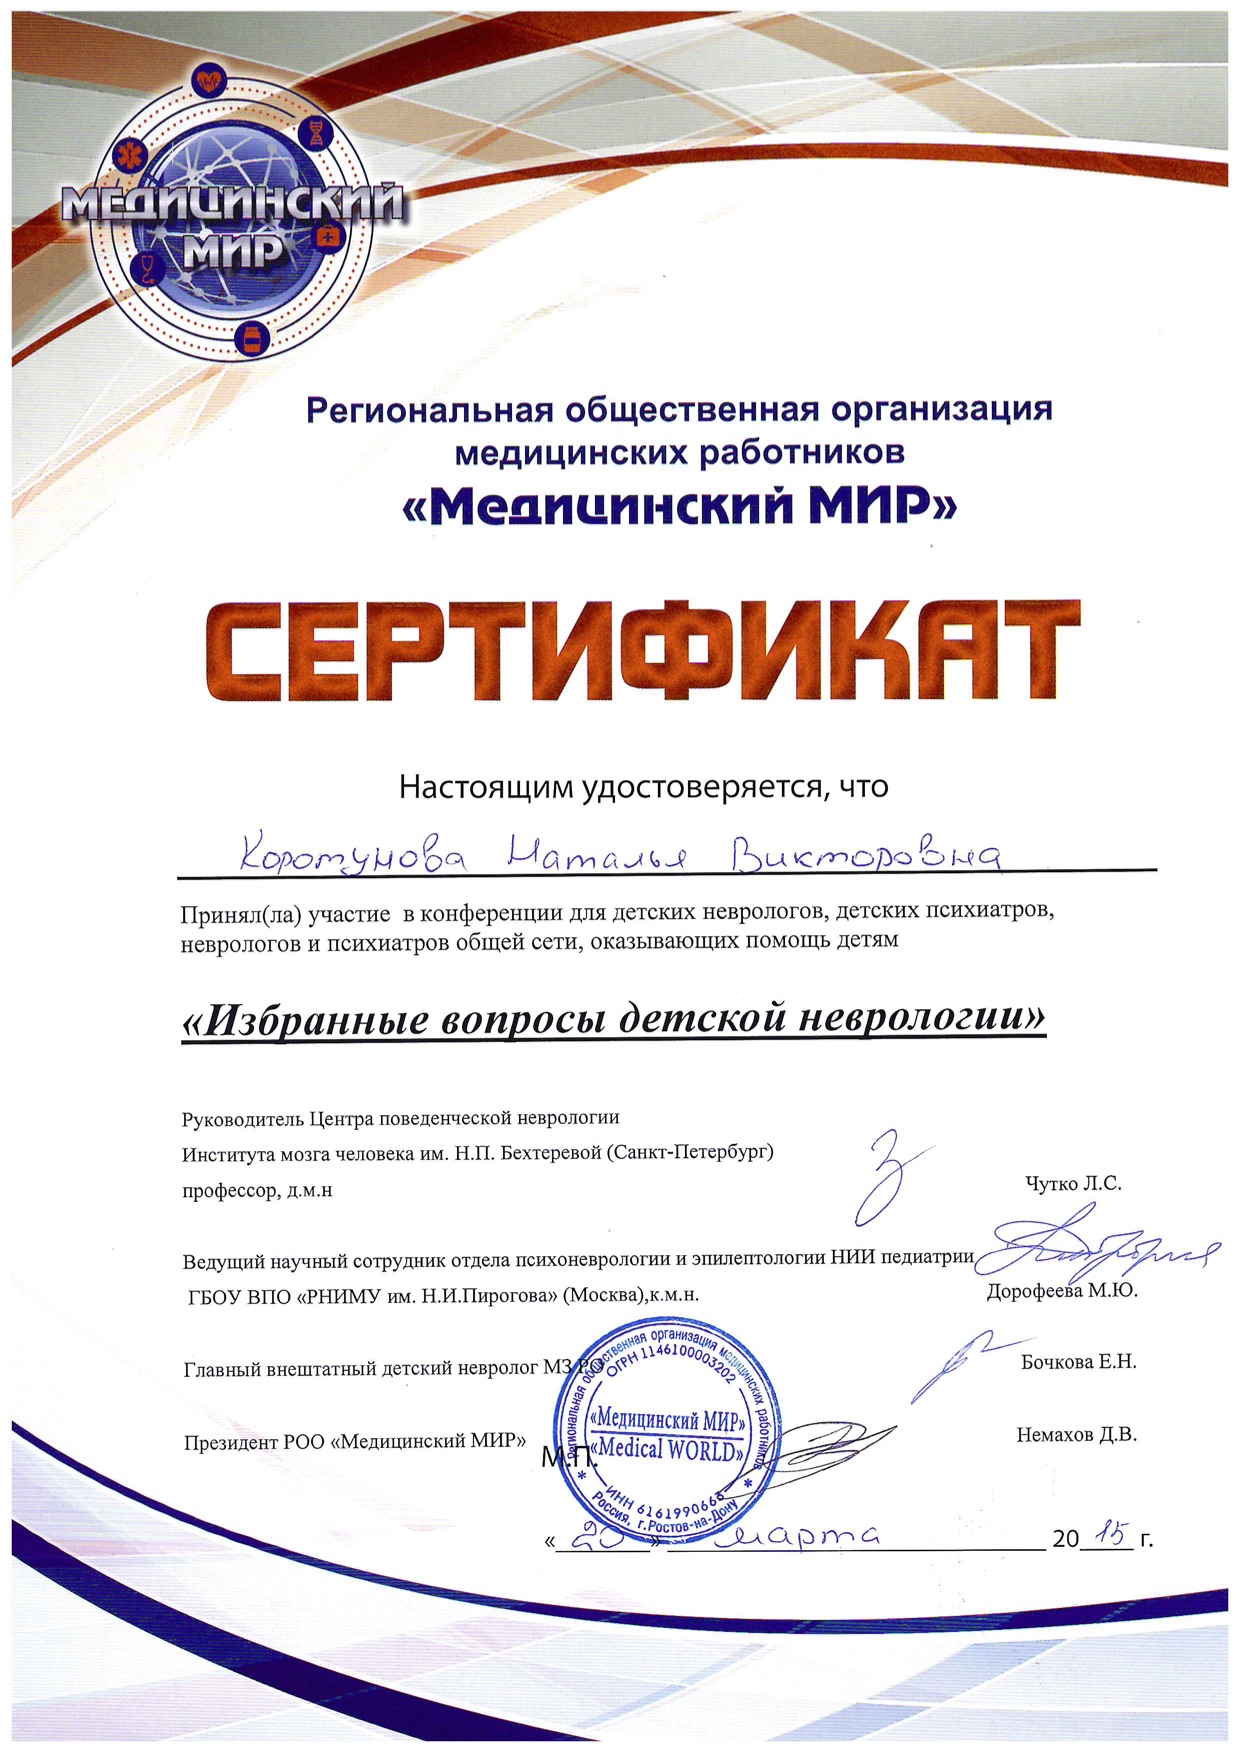 МЕДИЦИНСКИЙ
МИР
Региональная общественная организация
медицинских работников
«Медицинский МИР»
СЕРТИФИКАТ
Настоящим удостоверяется, что
Коротунова Наталья Викторовна
Принял(ла) участие в конференции для детских неврологов, детских психиатров,
неврологов и психиатров общей сети, оказывающих помощь детям
«Избранные вопросы детской неврологии»
Руководитель Центра поведенческой неврологии
Института мозга человека им. Н.П. Бехтеревой (Санкт-Петербург)
профессор, д.м.н Чутко Л.С.
Ведущий научный сотрудник отдела психоневрологии и эпилептологии НИИ педиатрии
ГБОУ ВПО «РНИМУ им. Н.И.Пирогова» (Москва),к.м.н. Дорофеева М.Ю.
Главный внештатный детский невролог МЗ РО Бочкова Е.Н.
Президент РОО «Медицинский МИР» Немахов Д.В.
М.П.
Региональная общественная организация медицинских работников
ОГРН 1146100003202
«Медицинский МИР»
«Medical WORLD»
ИНН 6161990668
Россия, г.Ростов-на-Дону
«20» марта 2015 г.